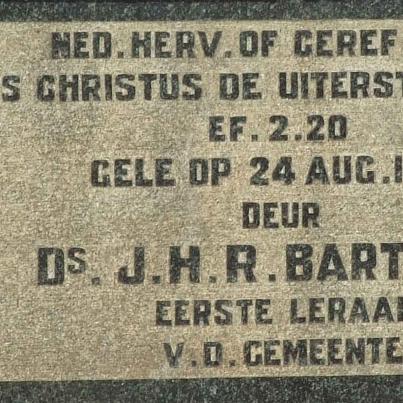 NED. HERV. OF GEREF
S CHRISTUS DE UITERST
EF. 2.20
GELE OP 24 AUG. 1
DEUR
Ds. J.H.R. BART
EERSTE LERAA
V.D. GEMEENTE